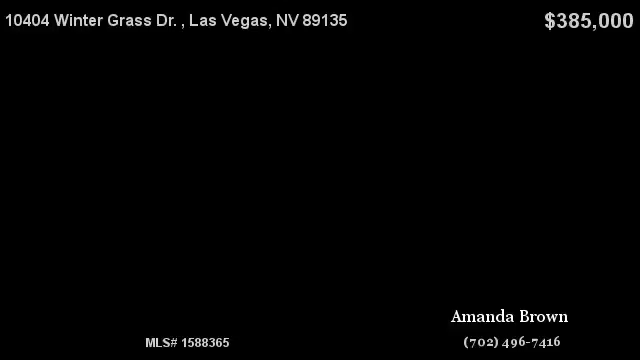 10404 Winter Grass Dr. , Las Vegas, NV 89135
$385,000
Amanda Brown
MLS# 1588365
(702) 496-7416